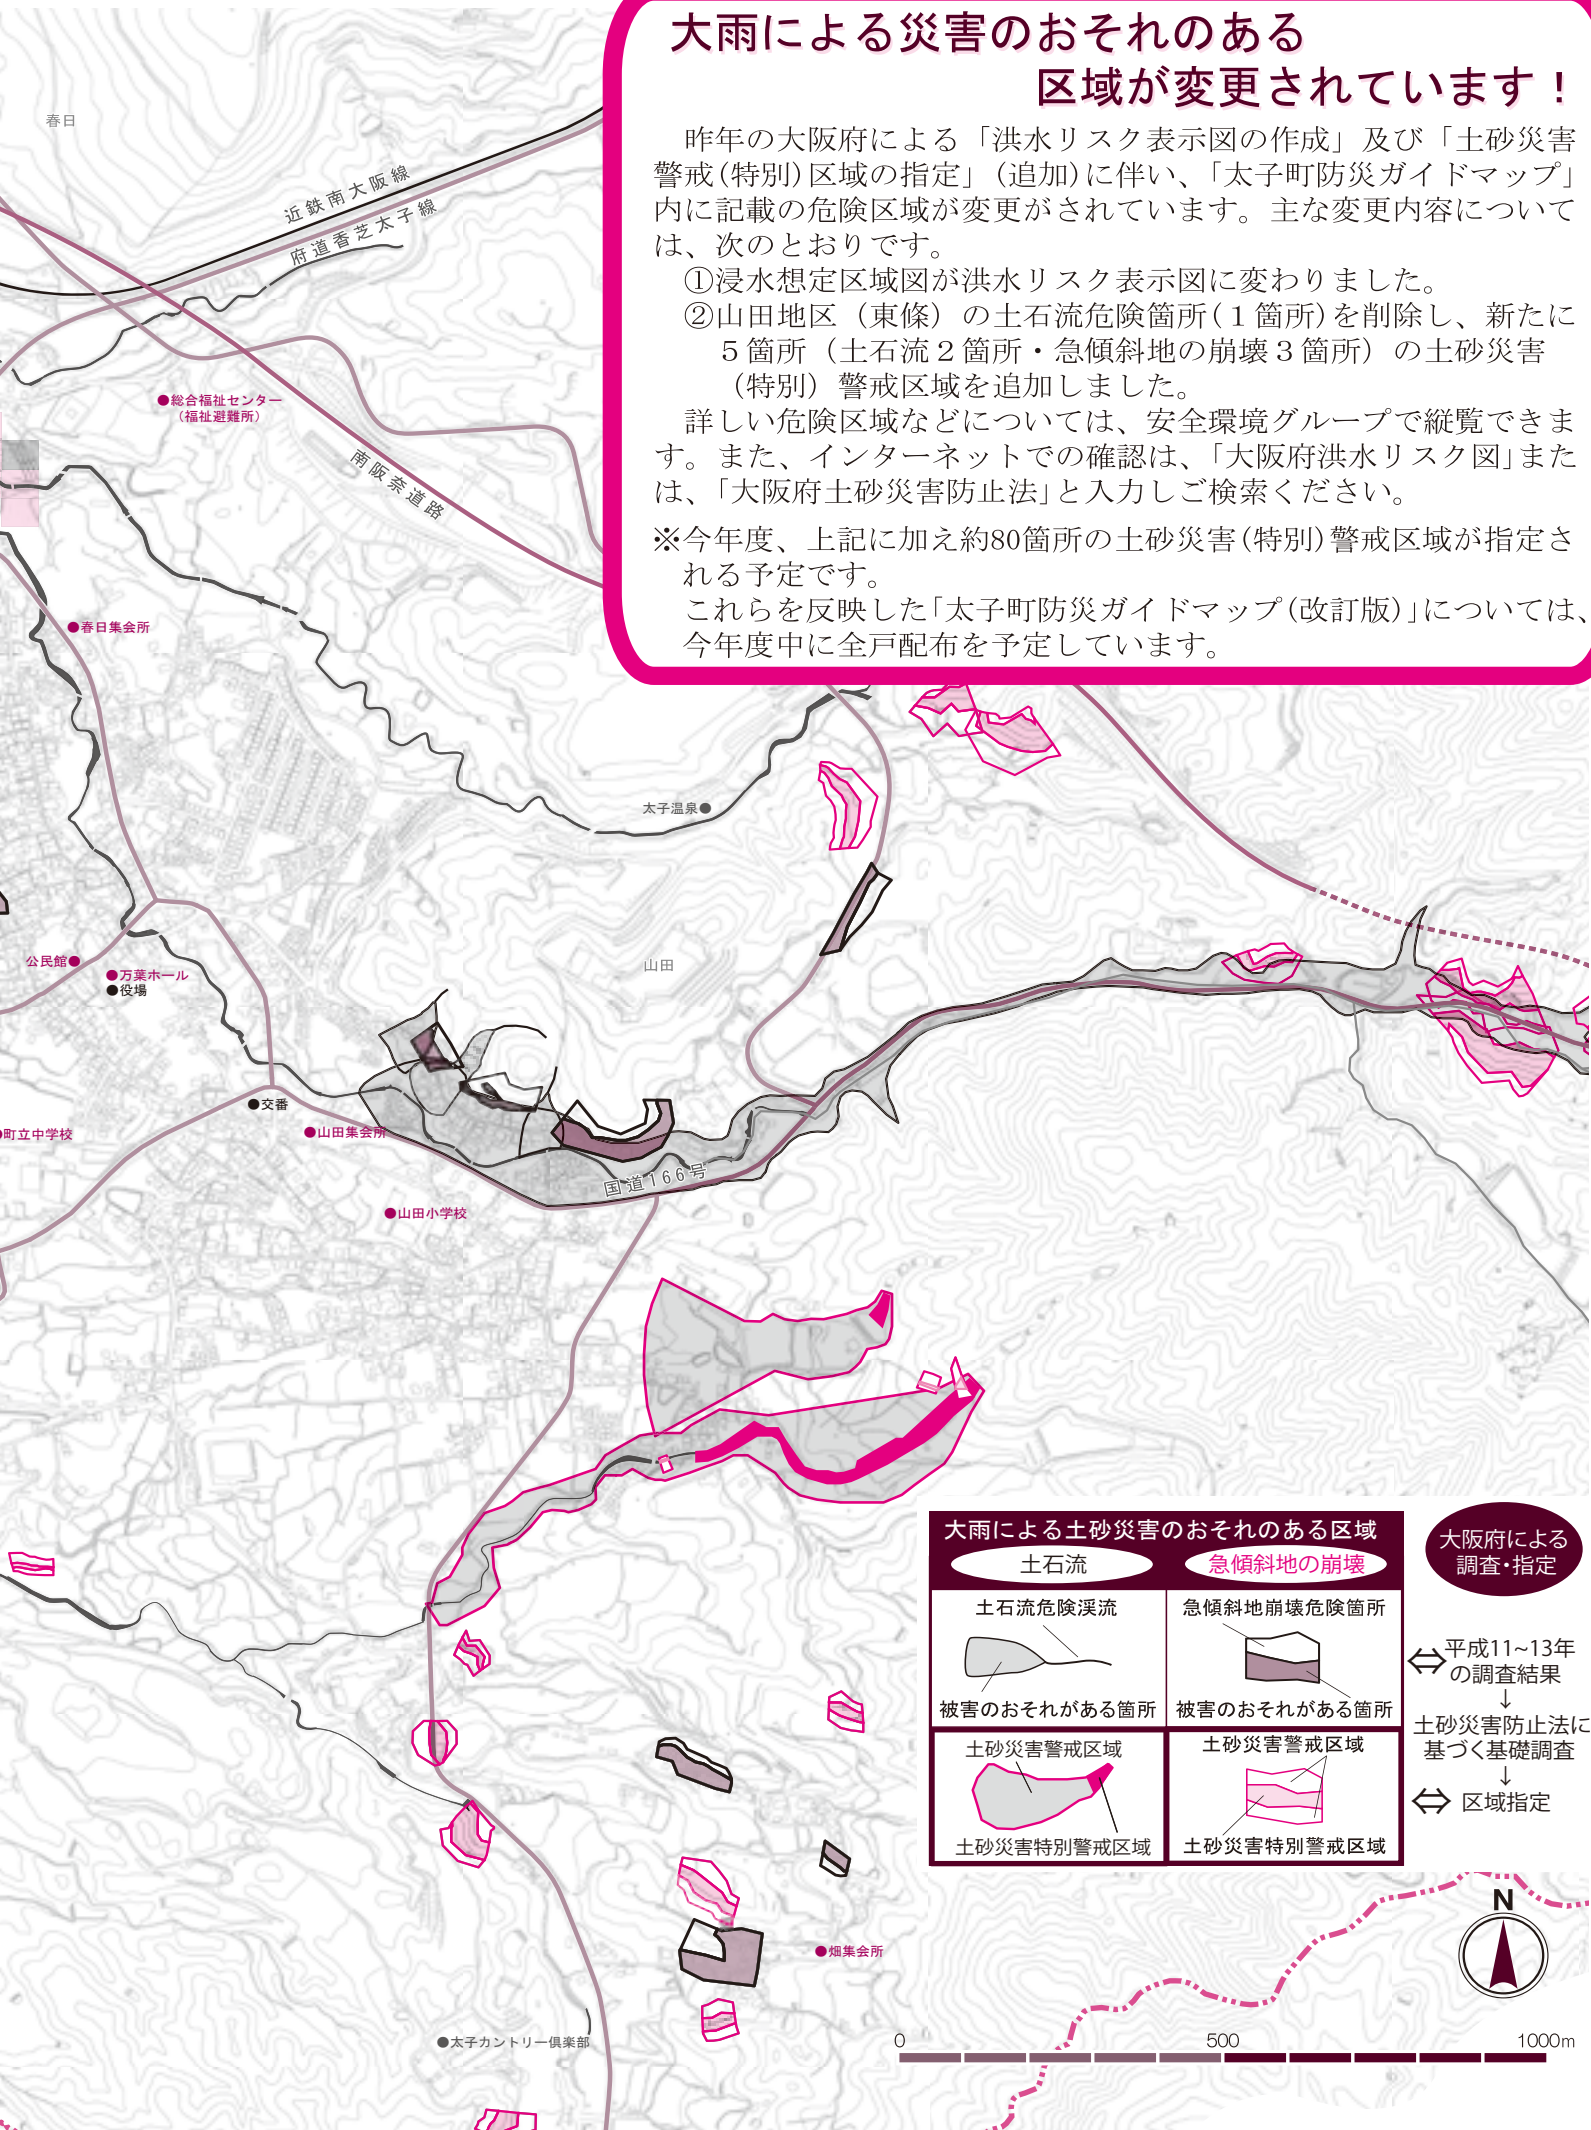 大雨による災害のおそれのある
区域が変更されています！
昨年の大阪府による「洪水リスク表示図の作成」及び「土砂災害
警戒(特別)区域の指定」(追加)に伴い、「太子町防災ガイドマップ」
内に記載の危険区域が変更がされています。主な変更内容について
は、次のとおりです。
①浸水想定区域図が洪水リスク表示図に変わりました。
②山田地区（東條）の土石流危険箇所(１箇所)を削除し、新たに
５箇所（土石流２箇所・急傾斜地の崩壊３箇所）の土砂災害
（特別）警戒区域を追加しました。
詳しい危険区域などについては、安全環境グループで縦覧できま
す。また、インターネットでの確認は、「大阪府洪水リスク図」また
は、「大阪府土砂災害防止法」と入力しご検索ください。
※今年度、上記に加え約80箇所の土砂災害(特別)警戒区域が指定さ
れる予定です。
これらを反映した「太子町防災ガイドマップ(改訂版)」については、
今年度中に全戸配布を予定しています。
春日
近鉄南大阪線
府道香芝太子線
●総合福祉センター
（福祉避難所）
南阪奈道路
●春日集会所
太子温泉●
公民館●
●万葉ホール
●役場
山田
●交番
●町立中学校
●山田集会所
国道166号
●山田小学校
大雨による土砂災害のおそれのある区域
土石流
急傾斜地の崩壊
土石流危険渓流
急傾斜地崩壊危険箇所
被害のおそれがある箇所
被害のおそれがある箇所
土砂災害警戒区域
土砂災害警戒区域
土砂災害特別警戒区域
土砂災害特別警戒区域
大阪府による
調査・指定
⇔平成11~13年
の調査結果
↓
土砂災害防止法に
基づく基礎調査
↓
⇔ 区域指定
●畑集会所
●太子カントリー倶楽部
N
0
500
1000m